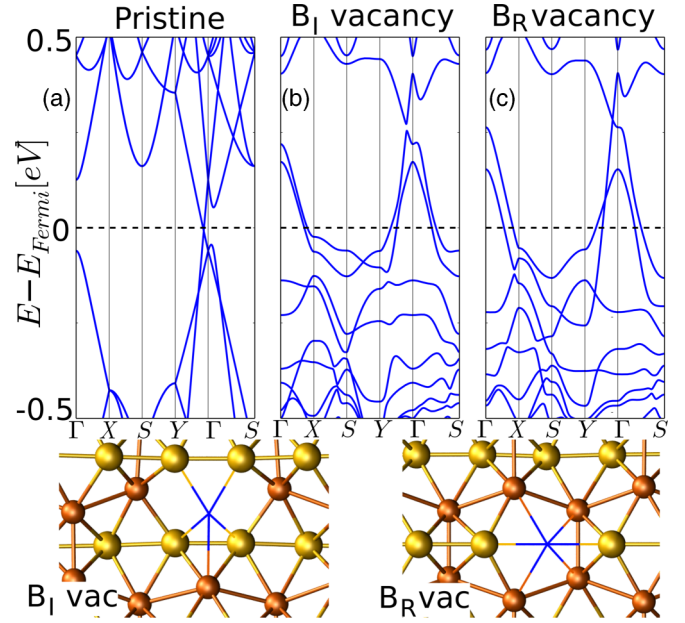 Pristine
B_I vacancy
B_R vacancy
0.5
(a)
(b)
(c)
E−E_Fermi[eV]
0
-0.5
Γ X S Y Γ S
Γ X S Y Γ S
Γ X S Y Γ S
B_I vac
B_R vac